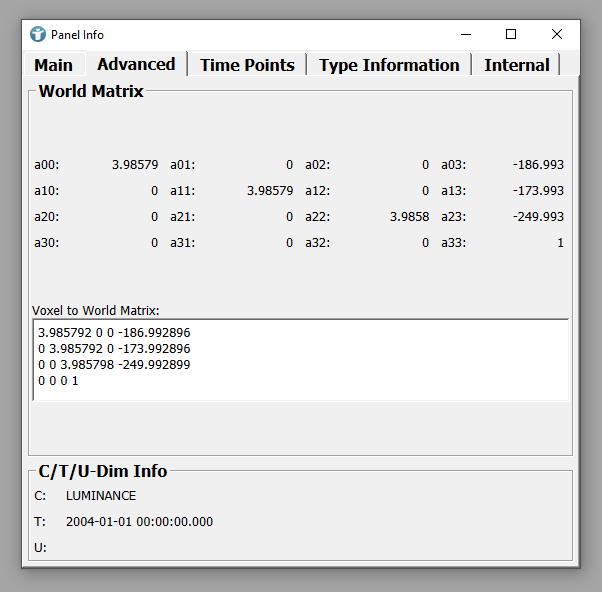 Panel Info
Main Advanced Time Points Type Information Internal
World Matrix
a00: 3.98579 a01: 0 a02: 0 a03: -186.993
a10: 0 a11: 3.98579 a12: 0 a13: -173.993
a20: 0 a21: 0 a22: 3.9858 a23: -249.993
a30: 0 a31: 0 a32: 0 a33: 1
Voxel to World Matrix:
3.985792 0 0 -186.992896
0 3.985792 0 -173.992896
0 0 3.985798 -249.992899
0 0 0 1
C/T/U-Dim Info
C: LUMINANCE
T: 2004-01-01 00:00:00.000
U: